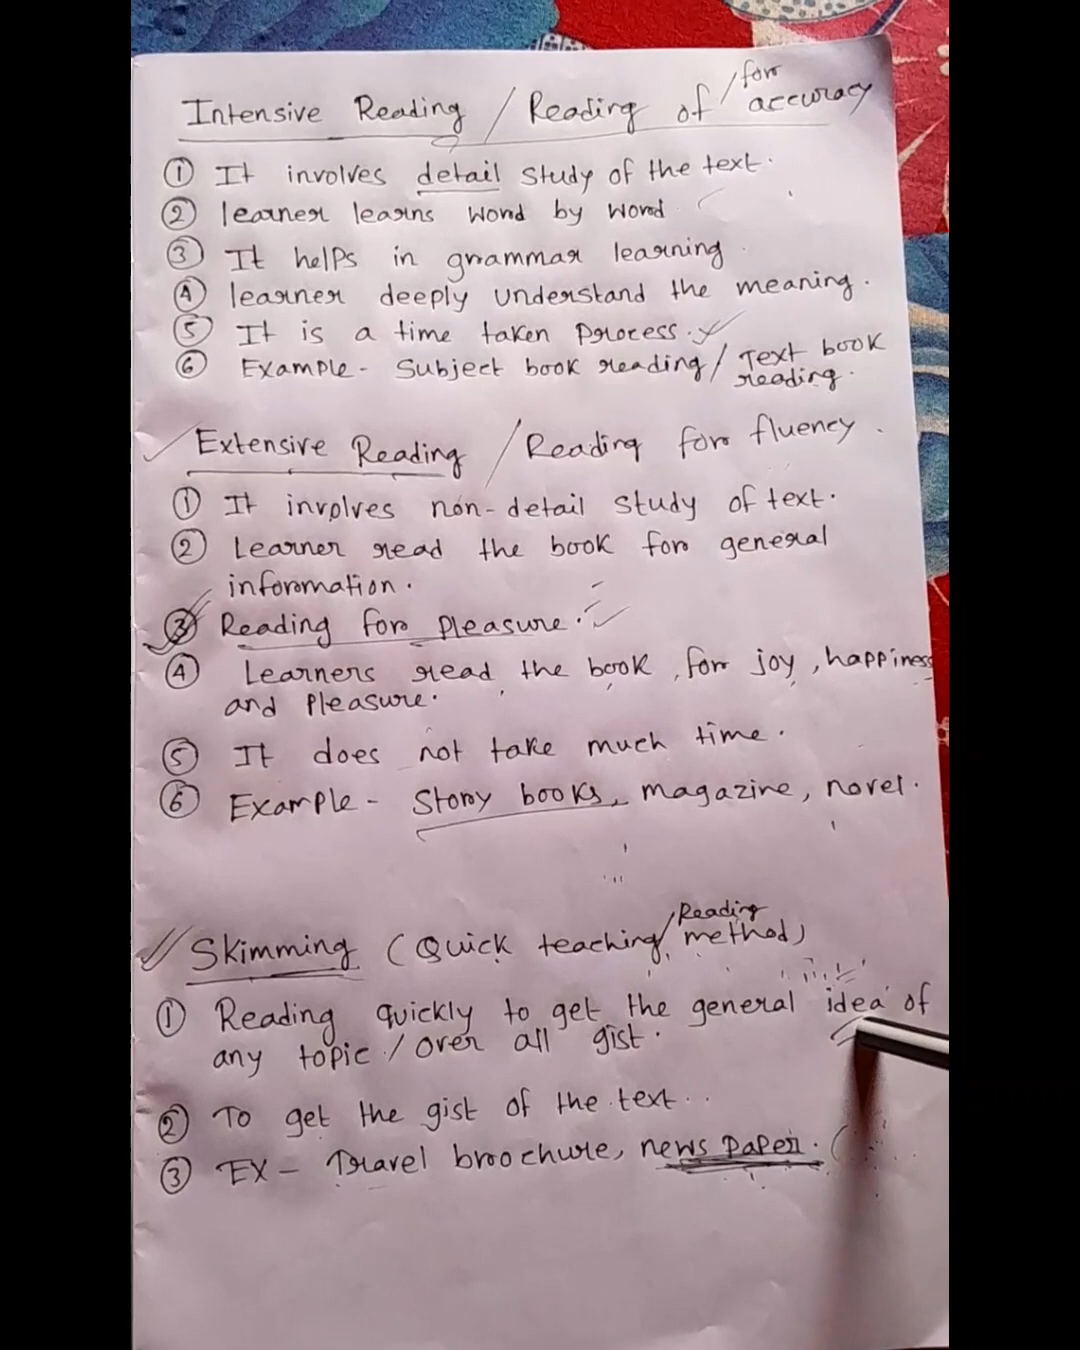 Intensive Reading / Reading of / for accuracy
① It involves detail study of the text.
② learner learns word by word
③ It helps in grammar learning
④ learner deeply understand the meaning.
⑤ It is a time taken process.
⑥ Example - Subject book reading / Text book reading.
Extensive Reading / Reading for fluency.
① It involves non-detail study of text.
② Learner read the book for general
information.
③ Reading for pleasure.
④ Learners read the book, for joy, happiness
and pleasure.
⑤ It does not take much time.
⑥ Example - Story books, magazine, novel.
Skimming (Quick teaching / Reading method)
① Reading quickly to get the general idea of
any topic / over all gist.
② To get the gist of the text..
③ EX - Travel broochure, news paper.